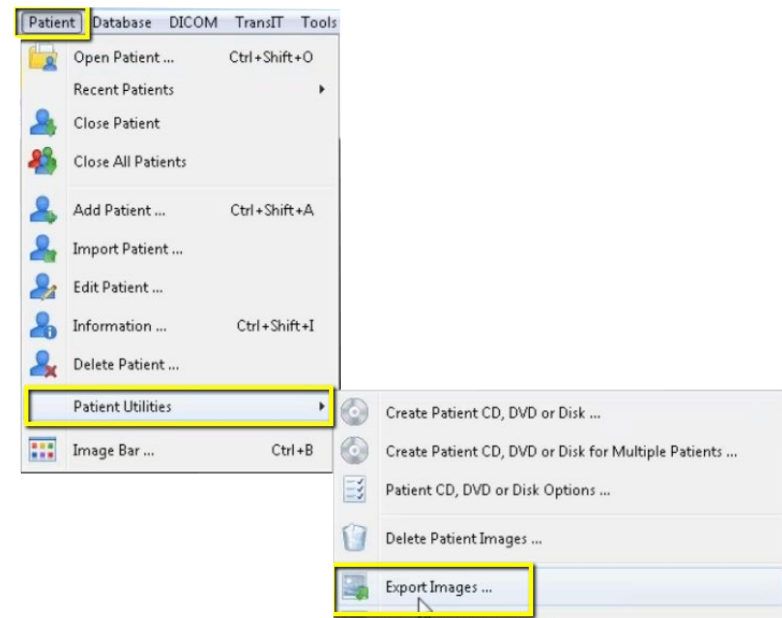 Patient Database DICOM TransIT Tools
Open Patient ... Ctrl+Shift+O
Recent Patients
Close Patient
Close All Patients
Add Patient ... Ctrl+Shift+A
Import Patient ...
Edit Patient ...
Information ... Ctrl+Shift+I
Delete Patient ...
Patient Utilities
Image Bar ... Ctrl+B
Create Patient CD, DVD or Disk ...
Create Patient CD, DVD or Disk for Multiple Patients ...
Patient CD, DVD or Disk Options ...
Delete Patient Images ...
Export Images ...